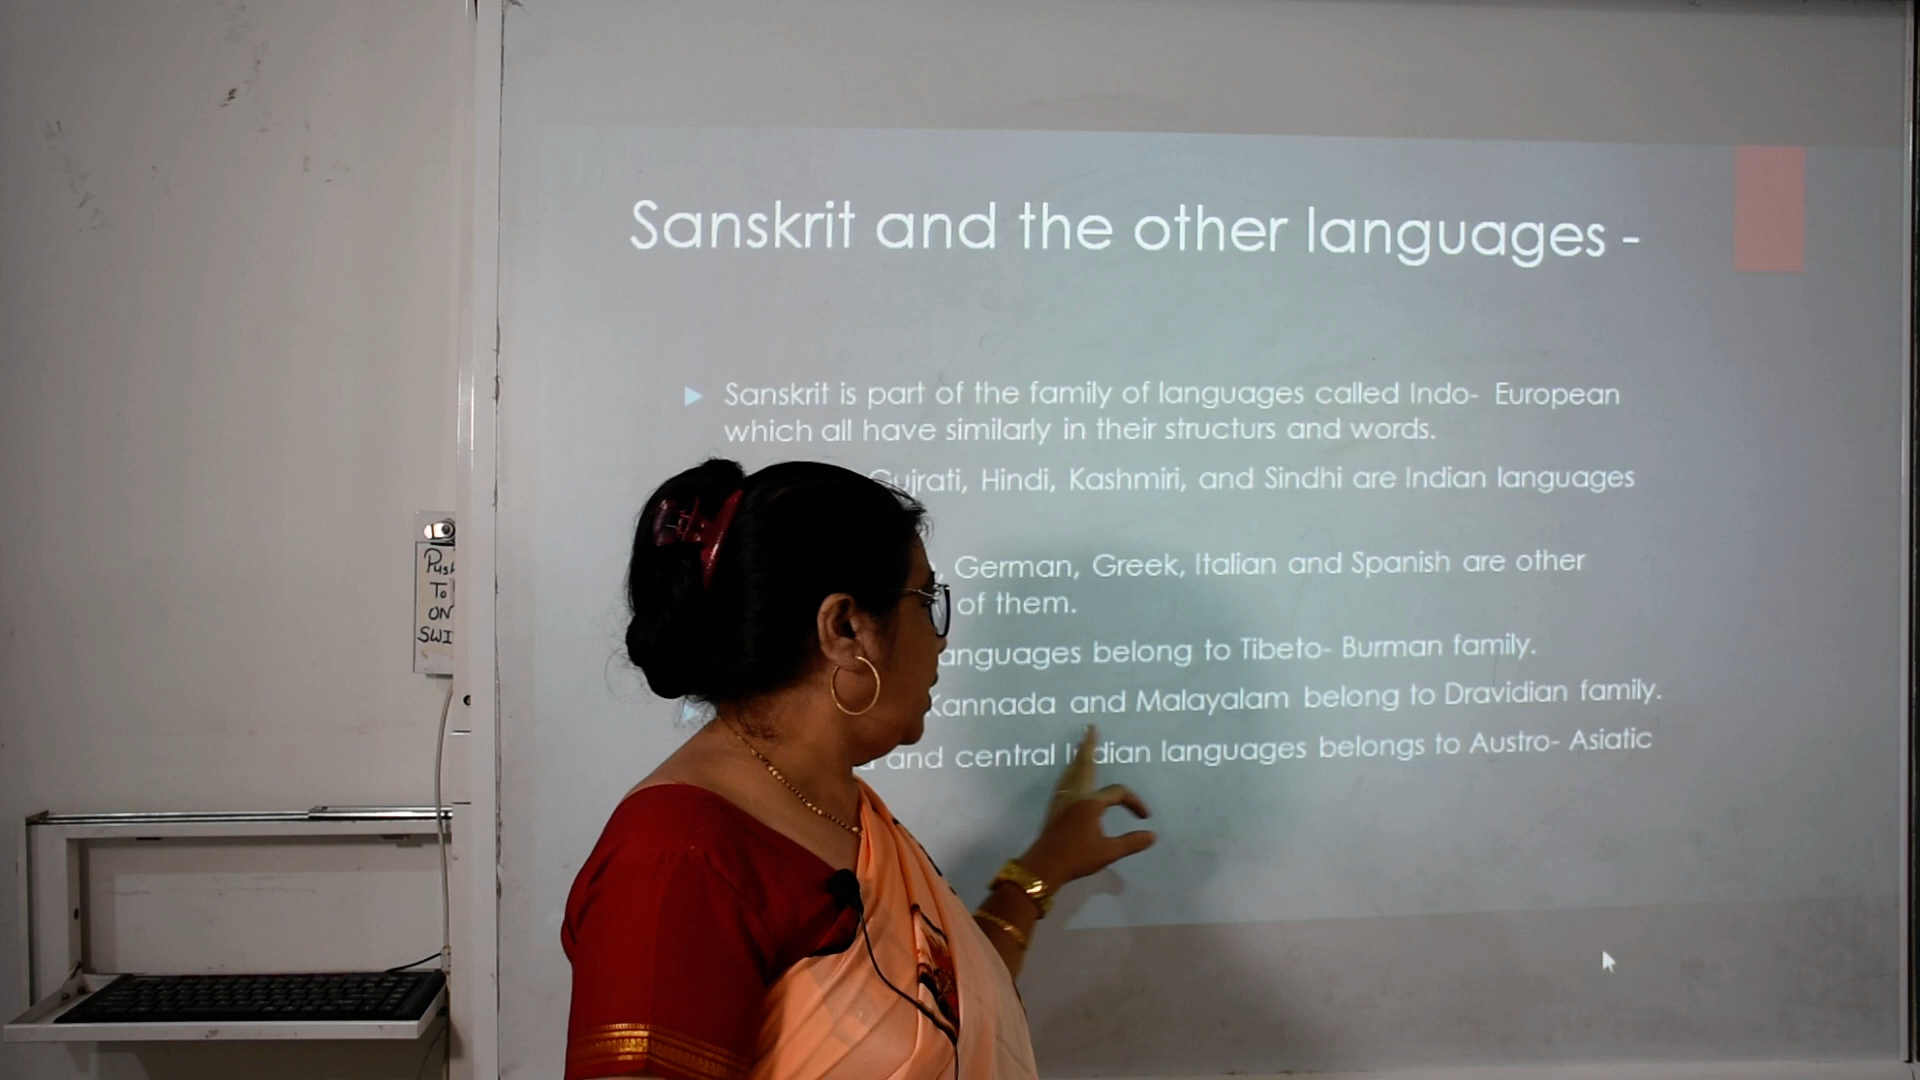 Sanskrit and the other languages -
Sanskrit is part of the family of languages called Indo- European
which all have similarly in their structurs and words.
Gujrati, Hindi, Kashmiri, and Sindhi are Indian languages
German, Greek, Italian and Spanish are other
of them.
belong to Tibeto- Burman family.
Kannada and Malayalam belong to Dravidian family.
and central Indian languages belongs to Austro- Asiatic
Push
To
ON